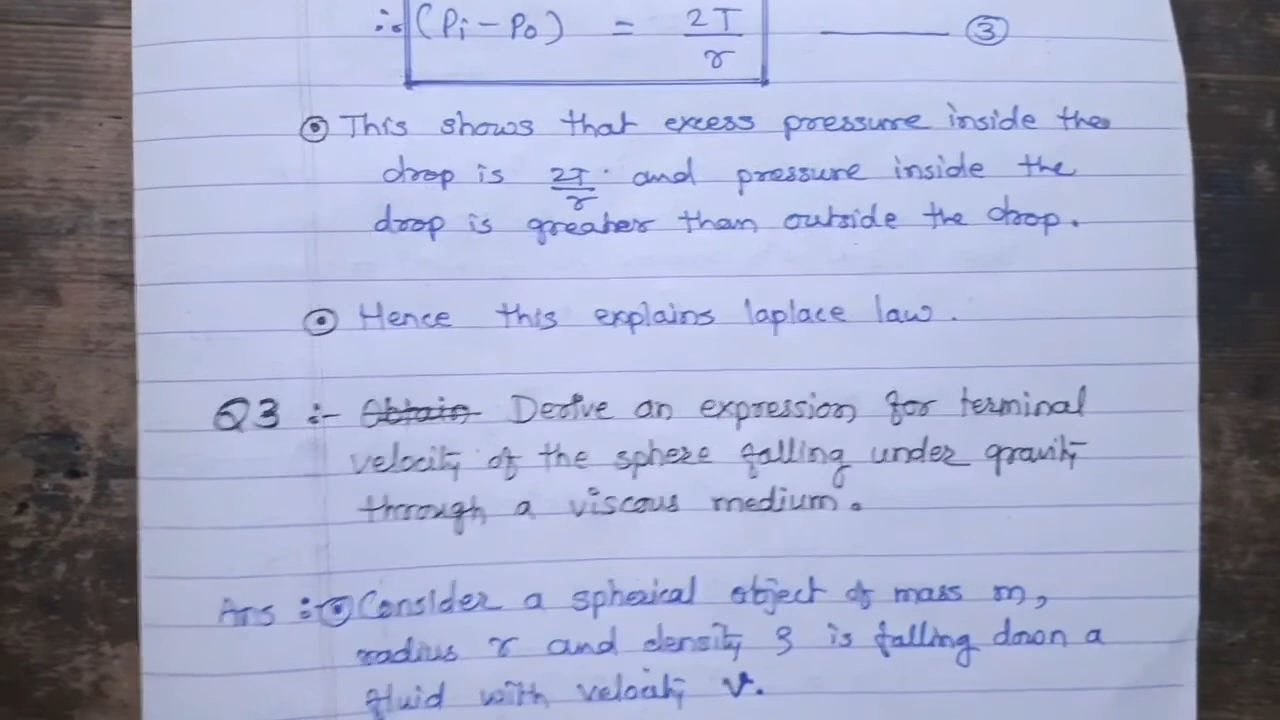 ∴ (Pi - Po) = 2T/r — ③
⊙ This shows that excess pressure inside the
drop is 2T/r . and pressure inside the
drop is greater than outside the drop.
⊙ Hence this explains laplace law.
Q3 :- Obtain Derive an expression for terminal
velocity of the sphere falling under gravity
through a viscous medium.
Ans :- ⊙ Consider a spherical object of mass m,
radius r and density ρ is falling down a
fluid with velocity v.